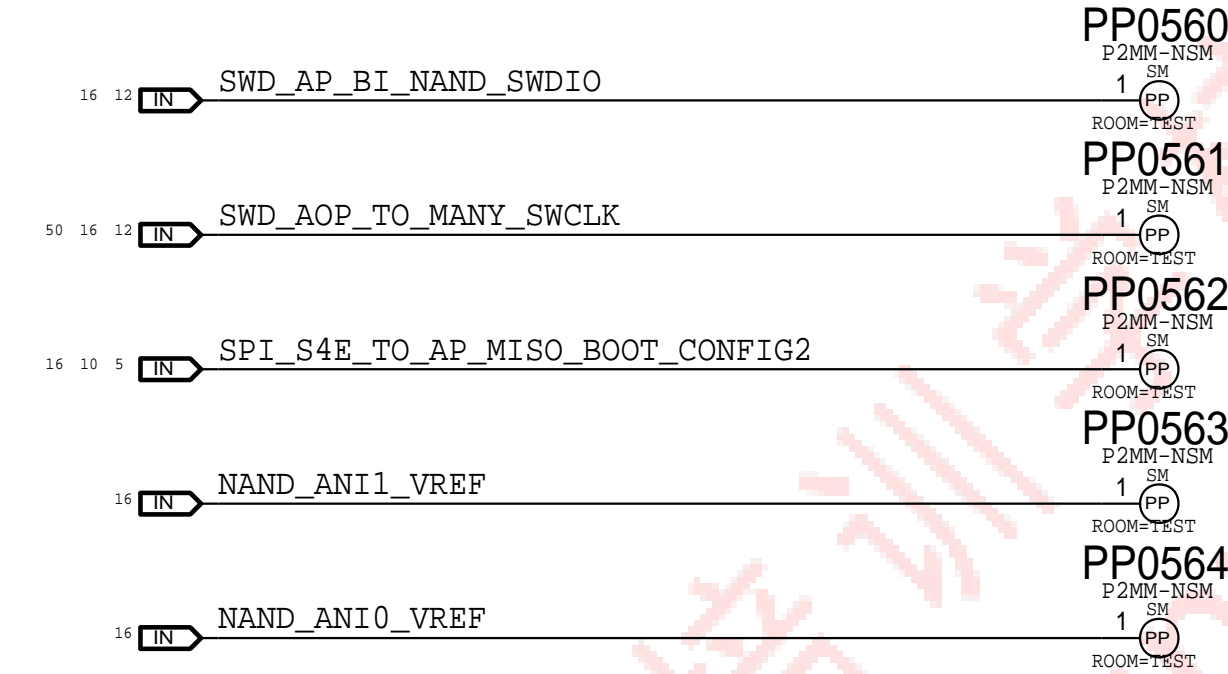 PP0560
P2MM-NSM
SM
16 12 IN SWD_AP_BI_NAND_SWDIO 1 PP
ROOM=TEST
PP0561
P2MM-NSM
SM
50 16 12 IN SWD_AOP_TO_MANY_SWCLK 1 PP
ROOM=TEST
PP0562
P2MM-NSM
SM
16 10 5 IN SPI_S4E_TO_AP_MISO_BOOT_CONFIG2 1 PP
ROOM=TEST
PP0563
P2MM-NSM
SM
16 IN NAND_ANI1_VREF 1 PP
ROOM=TEST
PP0564
P2MM-NSM
SM
16 IN NAND_ANI0_VREF 1 PP
ROOM=TEST